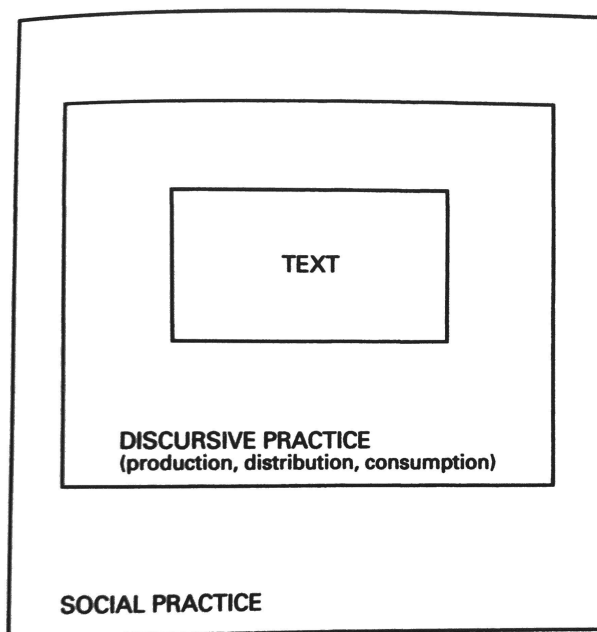 TEXT
DISCURSIVE PRACTICE
(production, distribution, consumption)
SOCIAL PRACTICE